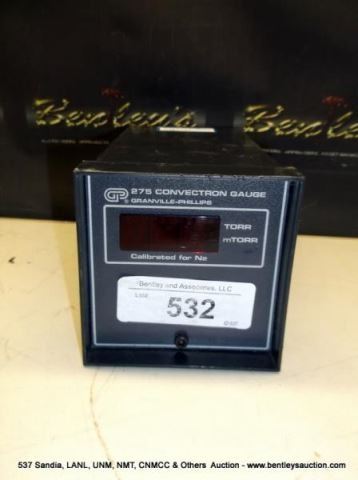 Bentley's
Bentley's
GP
275 CONVECTRON GAUGE
GRANVILLE-PHILLIPS
TORR
mTORR
Calibrated for N2
Bentley and Associates, LLC
532
537 Sandia, LANL, UNM, NMT, CNMCC & Others Auction - www.bentleysauction.com